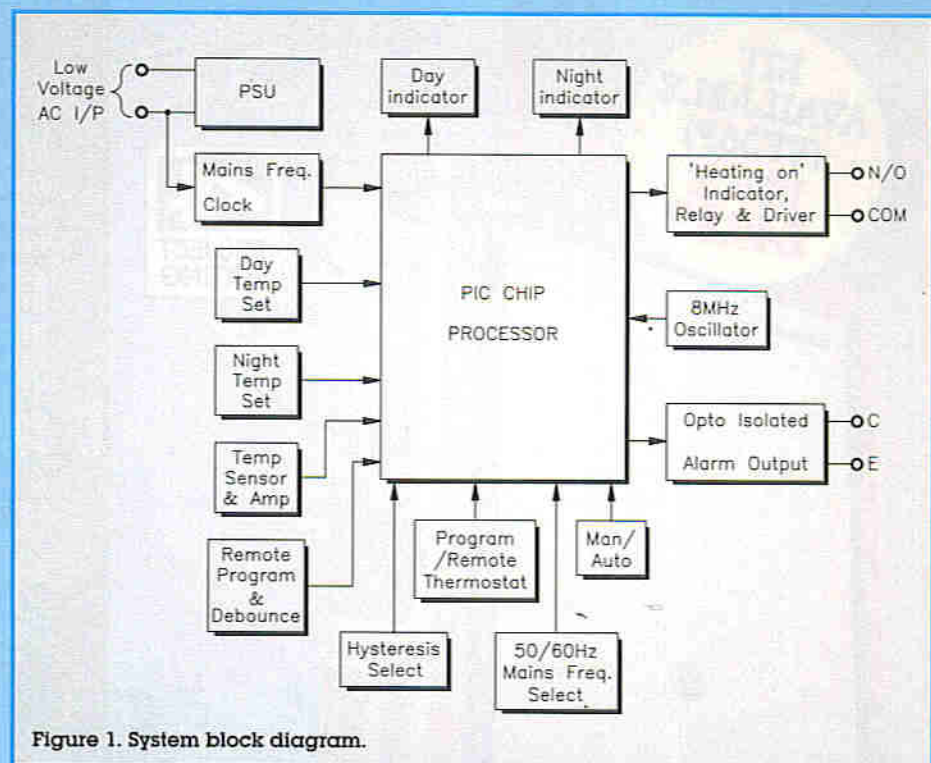 Low
Voltage
AC I/P
PSU
Day
indicator
Night
indicator
Mains Freq.
Clock
'Heating on'
Indicator,
Relay & Driver
N/O
COM
Day
Temp
Set
PIC CHIP
PROCESSOR
8MHz
Oscillator
Night
Temp
Set
Temp
Sensor
& Amp
Opto Isolated
Alarm Output
C
E
Remote
Program
&
Debounce
Program
/Remote
Thermostat
Man/
Auto
Hysteresis
Select
50/60Hz
Mains Freq.
Select
Figure 1. System block diagram.